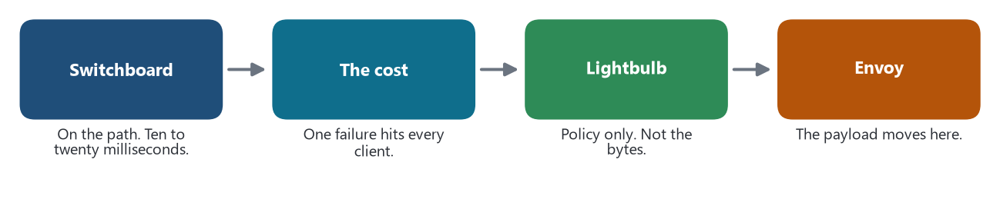 Switchboard
On the path. Ten to
twenty milliseconds.
The cost
One failure hits every
client.
Lightbulb
Policy only. Not the
bytes.
Envoy
The payload moves here.